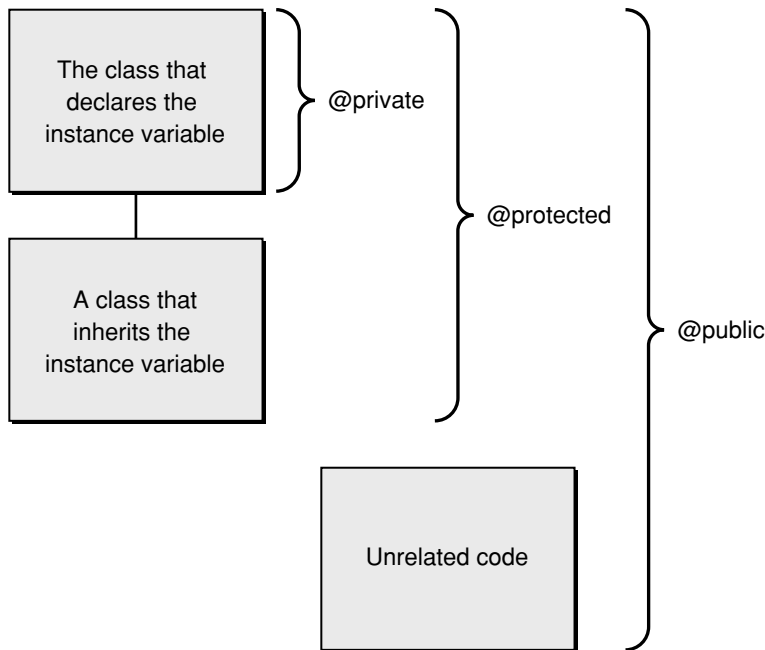 The class that
declares the
instance variable
@private
@protected
A class that
inherits the
instance variable
@public
Unrelated code